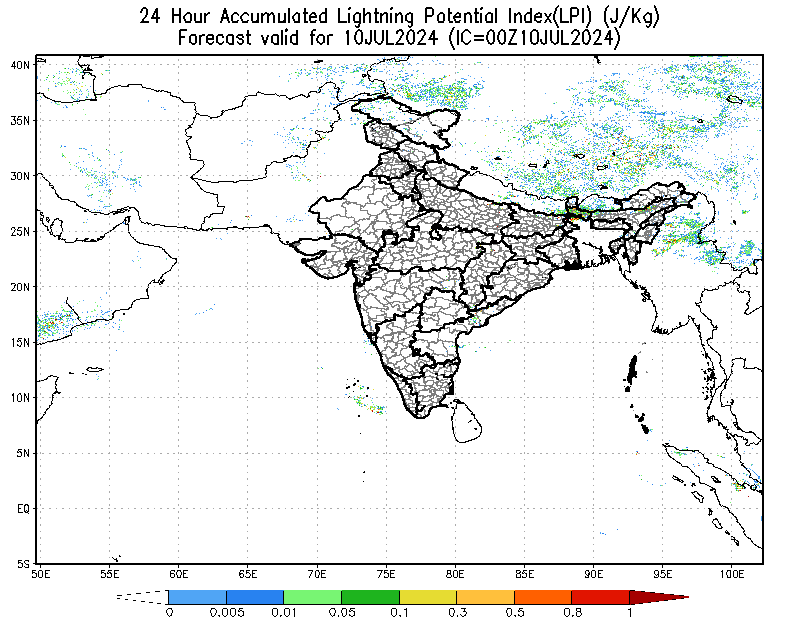 24 Hour Accumulated Lightning Potential Index(LPI) (J/Kg)
Forecast valid for 10JUL2024 (IC=00Z10JUL2024)
40N
35N
30N
25N
20N
15N
10N
5N
EQ
5S
50E 55E 60E 65E 70E 75E 80E 85E 90E 95E 100E
0 0.005 0.01 0.05 0.1 0.3 0.5 0.8 1